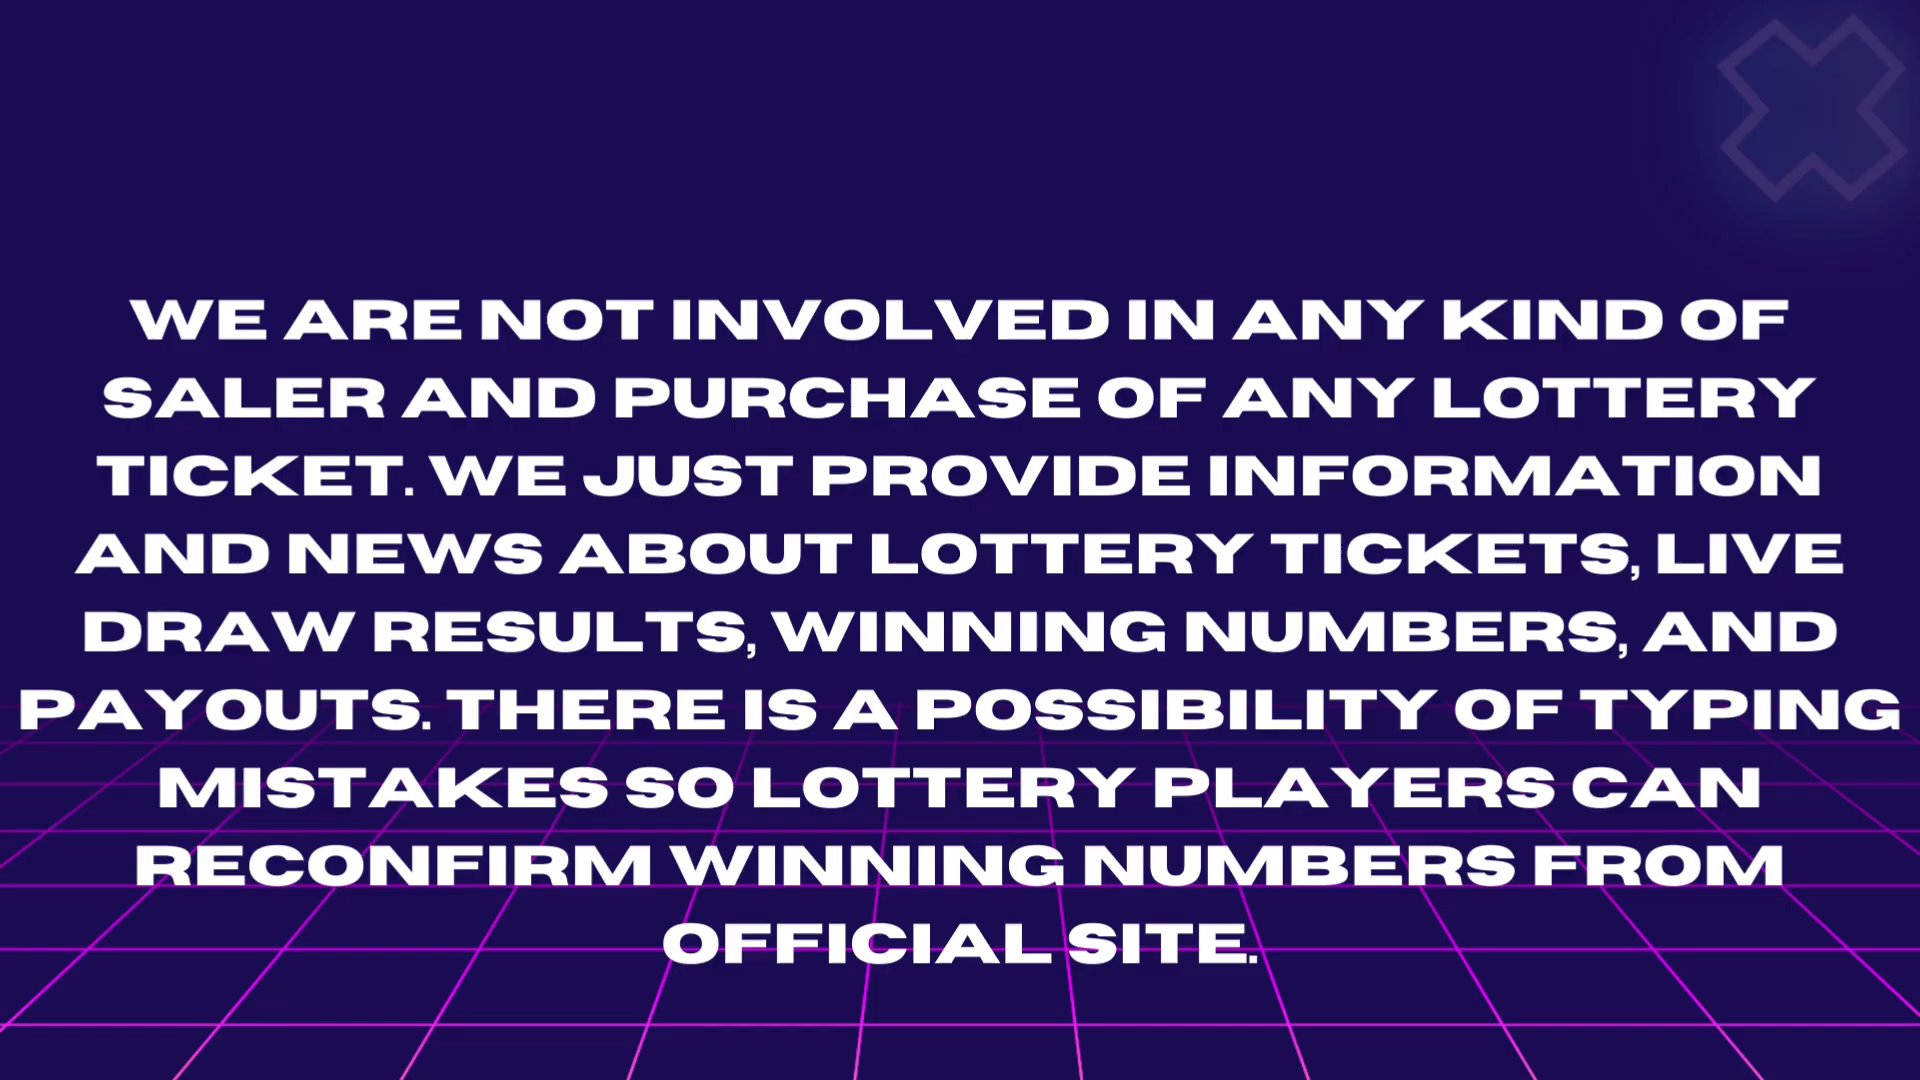 WE ARE NOT INVOLVED IN ANY KIND OF
SALER AND PURCHASE OF ANY LOTTERY
TICKET. WE JUST PROVIDE INFORMATION
AND NEWS ABOUT LOTTERY TICKETS, LIVE
DRAW RESULTS, WINNING NUMBERS, AND
PAYOUTS. THERE IS A POSSIBILITY OF TYPING
MISTAKES SO LOTTERY PLAYERS CAN
RECONFIRM WINNING NUMBERS FROM
OFFICIAL SITE.